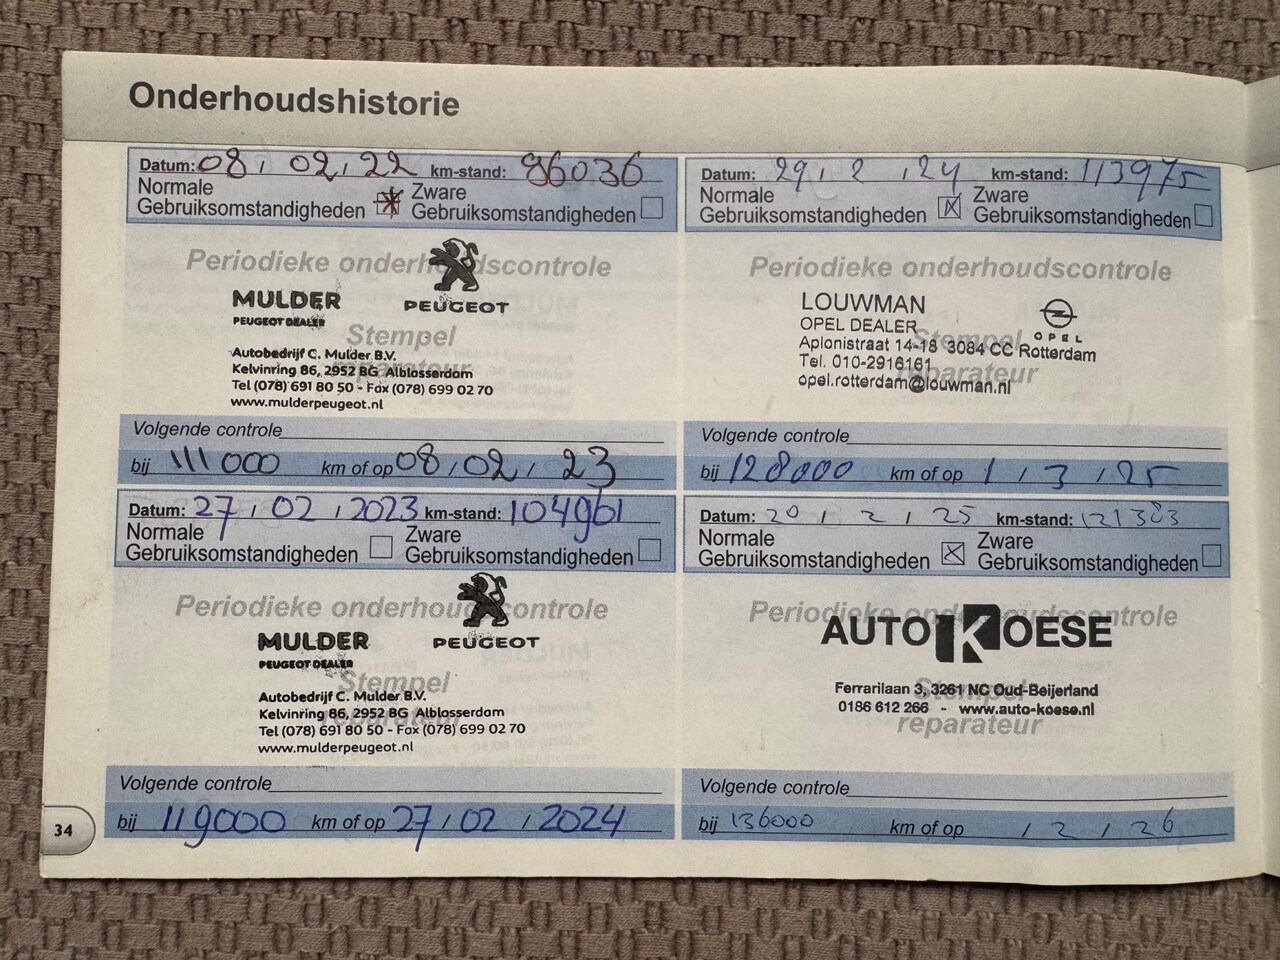 Onderhoudshistorie
Datum: 08 / 02 / 22 km-stand: 96036
Normale Gebruiksomstandigheden Zware Gebruiksomstandigheden
Periodieke onderhoudscontrole
MULDER
PEUGEOT DEALER
PEUGEOT
Stempel reparateur
Autobedrijf C. Mulder B.V.
Kelvinring 86, 2952 BG Alblasserdam
Tel (078) 691 80 50 - Fax (078) 699 02 70
www.mulderpeugeot.nl
Volgende controle
bij 111000 km of op 08 / 02 / 23
Datum: 27 / 02 / 2023 km-stand: 104961
Normale Gebruiksomstandigheden Zware Gebruiksomstandigheden
Periodieke onderhoudscontrole
MULDER
PEUGEOT DEALER
PEUGEOT
Stempel reparateur
Autobedrijf C. Mulder B.V.
Kelvinring 86, 2952 BG Alblasserdam
Tel (078) 691 80 50 - Fax (078) 699 02 70
www.mulderpeugeot.nl
Volgende controle
bij 119000 km of op 27 / 02 / 2024
34
Datum: 29 / 2 / 24 km-stand: 113975
Normale Gebruiksomstandigheden Zware Gebruiksomstandigheden
Periodieke onderhoudscontrole
LOUWMAN
OPEL DEALER
OPEL
Stempel reparateur
Aplonistraat 14-18 3084 CC Rotterdam
Tel. 010-2916161
opel.rotterdam@louwman.nl
Volgende controle
bij 128000 km of op 1 / 3 / 25
Datum: 20 / 2 / 25 km-stand: 121383
Normale Gebruiksomstandigheden Zware Gebruiksomstandigheden
Periodieke onderhoudscontrole
AUTO KOESE
Stempel reparateur
Ferrarilaan 3, 3261 NC Oud-Beijerland
0186 612 266 - www.auto-koese.nl
Volgende controle
bij 136000 km of op / 2 / 26